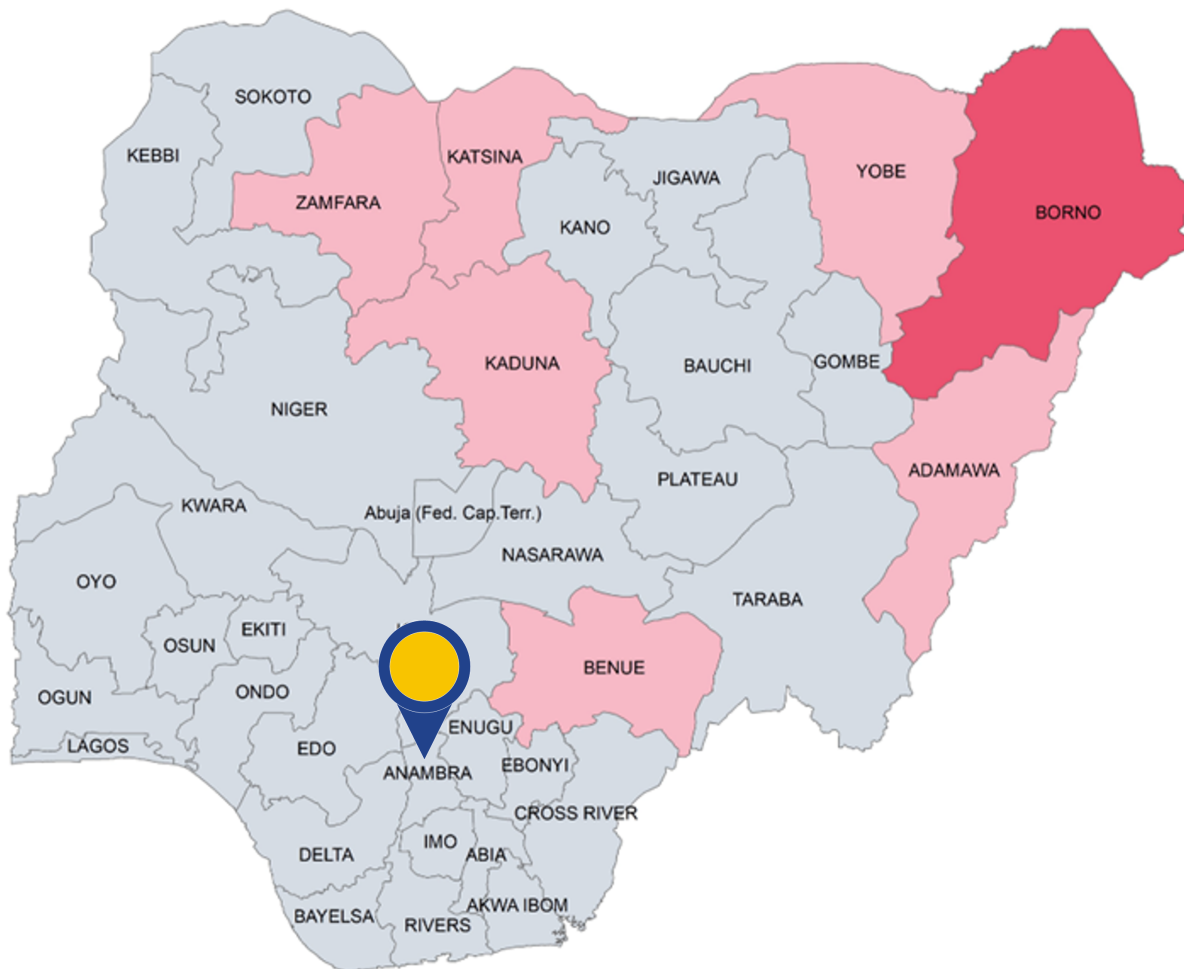 SOKOTO
KEBBI
KATSINA
YOBE
JIGAWA
ZAMFARA
BORNO
KANO
KADUNA
BAUCHI
GOMBE
NIGER
ADAMAWA
PLATEAU
KWARA
Abuja (Fed. Cap.Terr.)
NASARAWA
OYO
TARABA
EKITI
OSUN
BENUE
OGUN
ONDO
ENUGU
LAGOS
EDO
EBONYI
ANAMBRA
CROSS RIVER
IMO
DELTA
ABIA
AKWA IBOM
BAYELSA
RIVERS